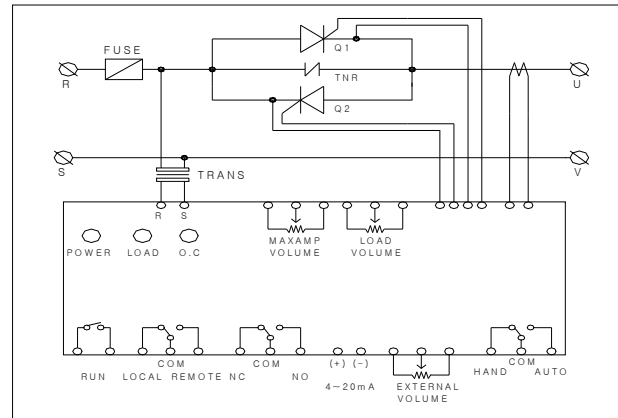 FUSE
Q1
R
TNR
U
Q2
S
V
TRANS
R S
MAXAMP VOLUME
LOAD VOLUME
POWER LOAD O.C
RUN
LOCAL COM REMOTE
NC COM NO
(+) (-)
4~20mA
EXTERNAL VOLUME
HAND COM AUTO